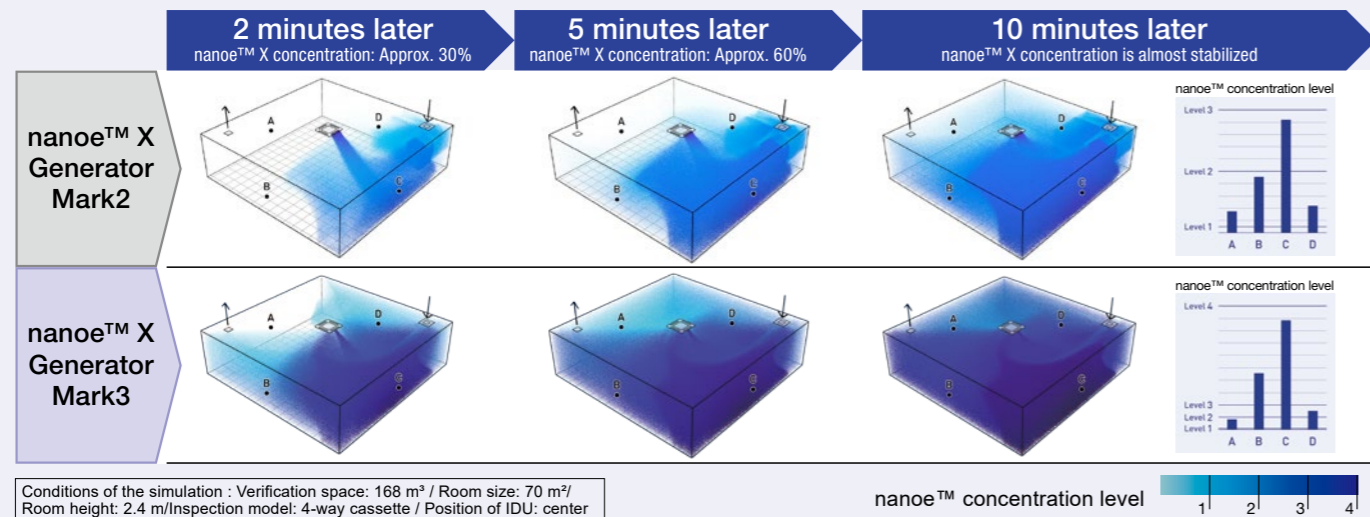 2 minutes later
nanoe™ X concentration: Approx. 30%
5 minutes later
nanoe™ X concentration: Approx. 60%
10 minutes later
nanoe™ X concentration is almost stabilized
nanoe™ X
Generator
Mark2
A
D
B
C
A
D
B
C
A
D
B
C
nanoe™ concentration level
Level 3
Level 2
Level 1
A B C D
nanoe™ X
Generator
Mark3
A
D
B
C
A
D
B
C
A
D
B
C
nanoe™ concentration level
Level 4
Level 3
Level 2
Level 1
A B C D
Conditions of the simulation : Verification space: 168 m³ / Room size: 70 m²/
Room height: 2.4 m/Inspection model: 4-way cassette / Position of IDU: center
nanoe™ concentration level
1 2 3 4